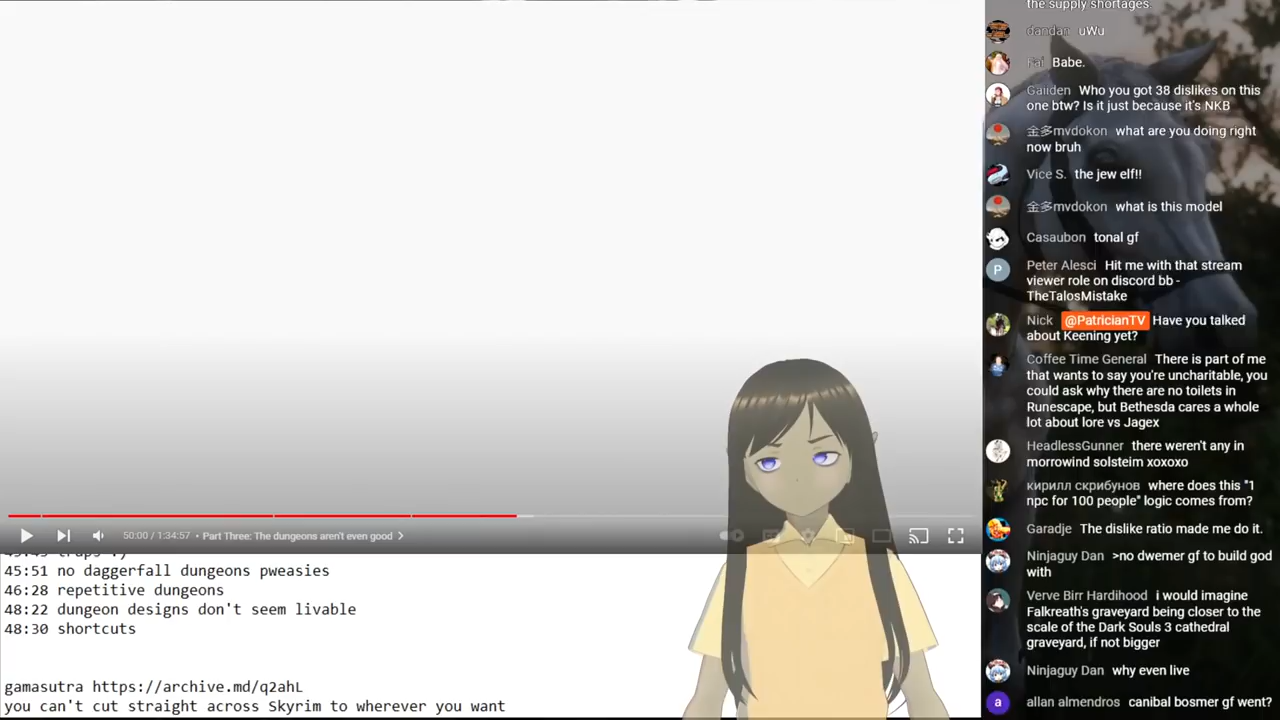 the supply shortages.
dandan uWu
Fai Babe.
Gaiiden Who you got 38 dislikes on this
one btw? Is it just because it's NKB
金多mvdokon what are you doing right
now bruh
Vice S. the jew elf!!
金多mvdokon what is this model
Casaubon tonal gf
P Peter Alesci Hit me with that stream
viewer role on discord bb -
TheTalosMistake
Nick @PatricianTV Have you talked
about Keening yet?
Coffee Time General There is part of me
that wants to say you're uncharitable, you
could ask why there are no toilets in
Runescape, but Bethesda cares a whole
lot about lore vs Jagex
HeadlessGunner there weren't any in
morrowind solsteim xoxoxo
кирилл скрибунов where does this "1
npc for 100 people" logic comes from?
Garadje The dislike ratio made me do it.
Ninjaguy Dan >no dwemer gf to build god
with
Verve Birr Hardihood i would imagine
Falkreath's graveyard being closer to the
scale of the Dark Souls 3 cathedral
graveyard, if not bigger
Ninjaguy Dan why even live
a allan almendros canibal bosmer gf went?
50:00 / 1:34:57 • Part Three: The dungeons aren't even good
45:51 no daggerfall dungeons pweasies
46:28 repetitive dungeons
48:22 dungeon designs don't seem livable
48:30 shortcuts
gamasutra https://archive.md/q2ahL
you can't cut straight across Skyrim to wherever you want